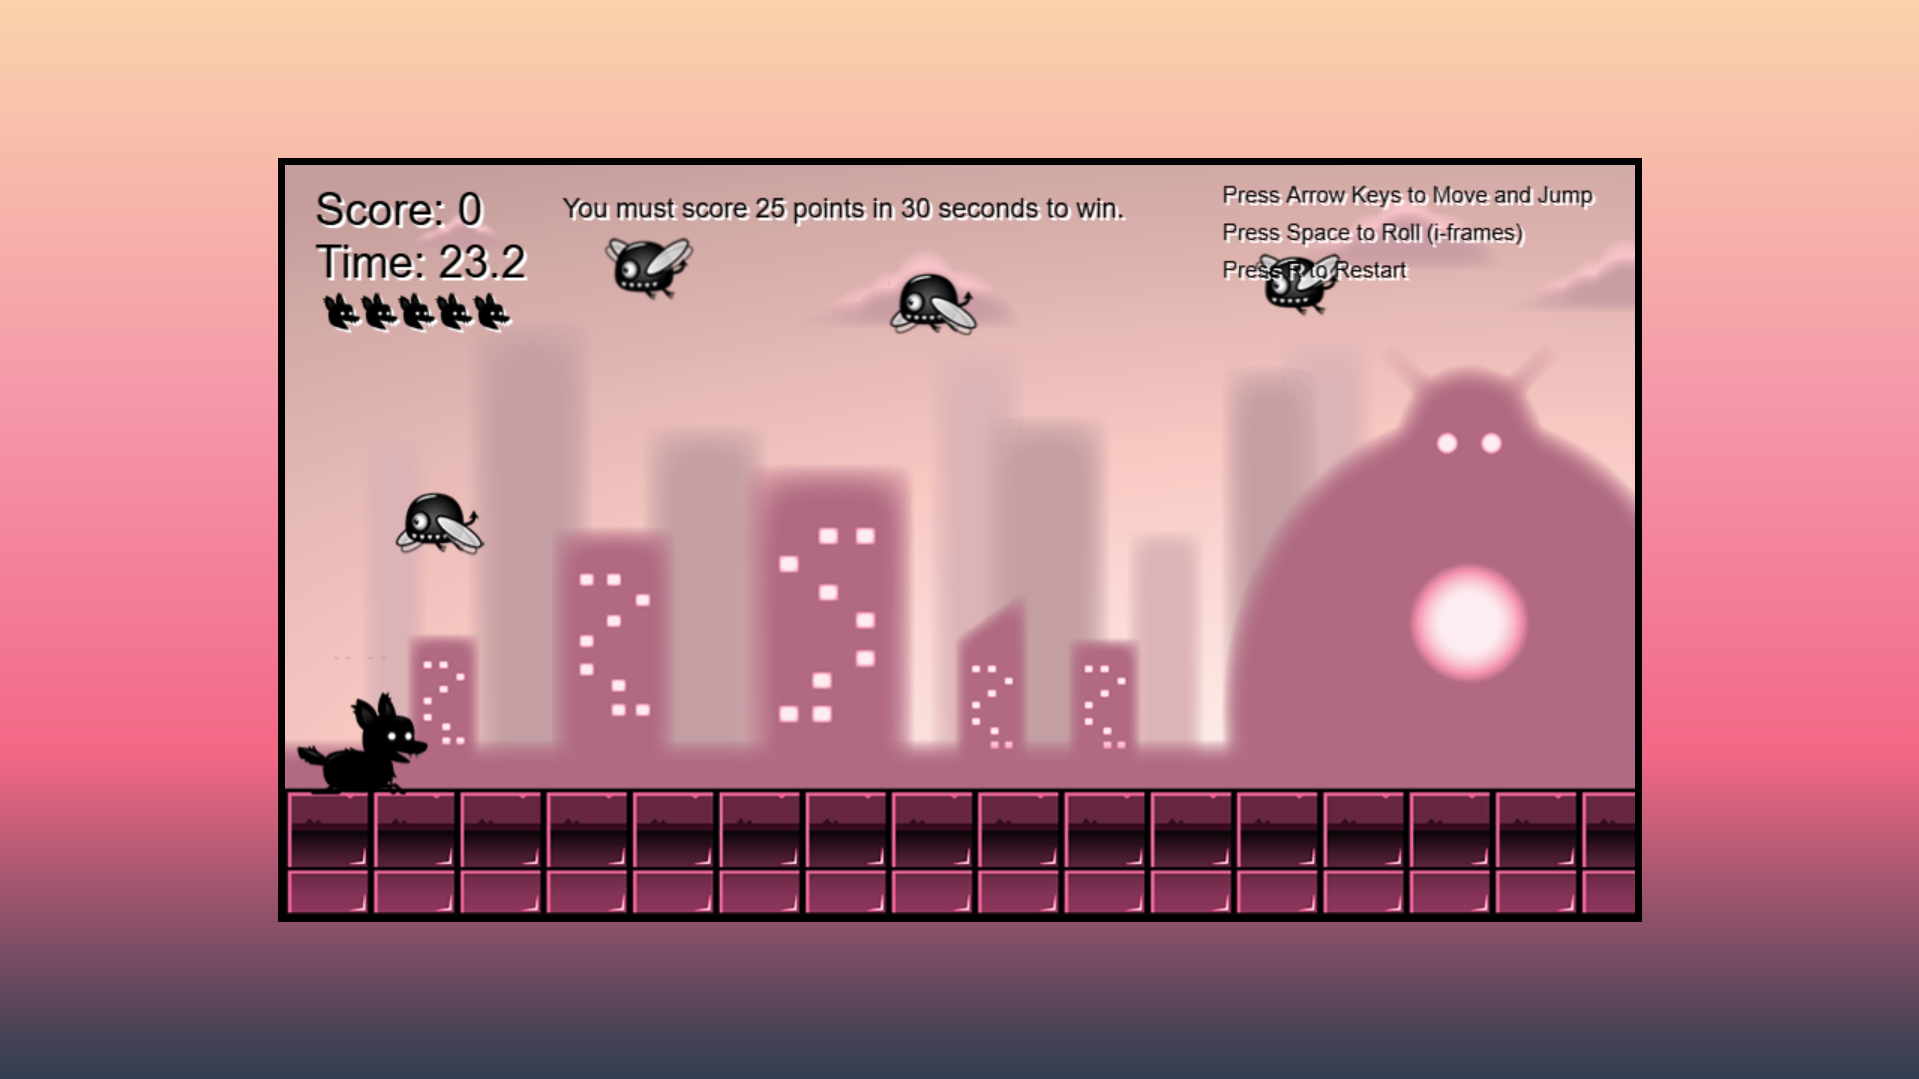 Score: 0
Time: 23.2
You must score 25 points in 30 seconds to win.
Press Arrow Keys to Move and Jump
Press Space to Roll (i-frames)
Press R to Restart